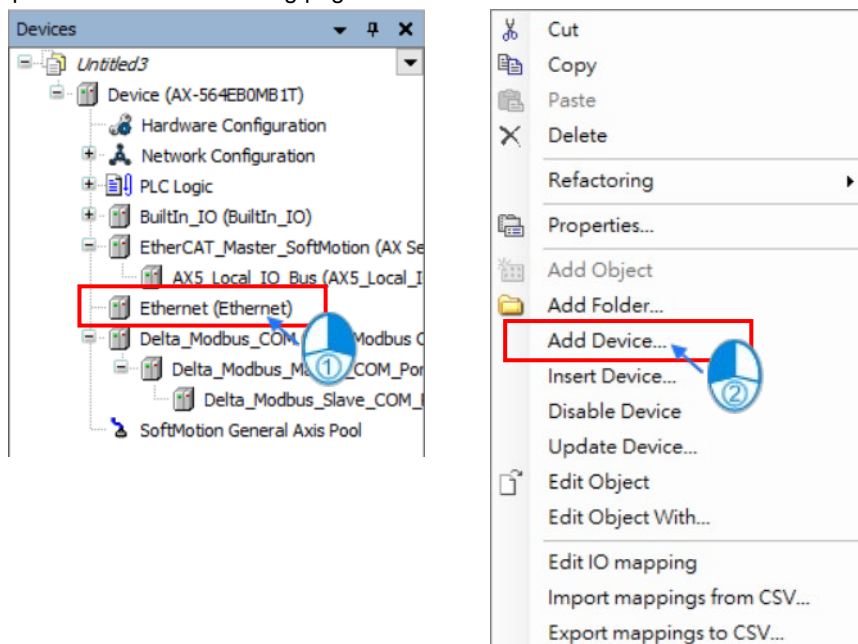 Devices
Untitled3
Device (AX-564EB0MB1T)
Hardware Configuration
Network Configuration
PLC Logic
BuiltIn_IO (BuiltIn_IO)
EtherCAT_Master_SoftMotion (AX Se
AX5_Local_IO_Bus (AX5_Local_I
Ethernet (Ethernet)
Delta_Modbus_COM Modbus C
Delta_Modbus_Ma COM_Por
Delta_Modbus_Slave_COM_
SoftMotion General Axis Pool
①
Cut
Copy
Paste
Delete
Refactoring
Properties...
Add Object
Add Folder...
Add Device...
Insert Device...
②
Disable Device
Update Device...
Edit Object
Edit Object With...
Edit IO mapping
Import mappings from CSV...
Export mappings to CSV...